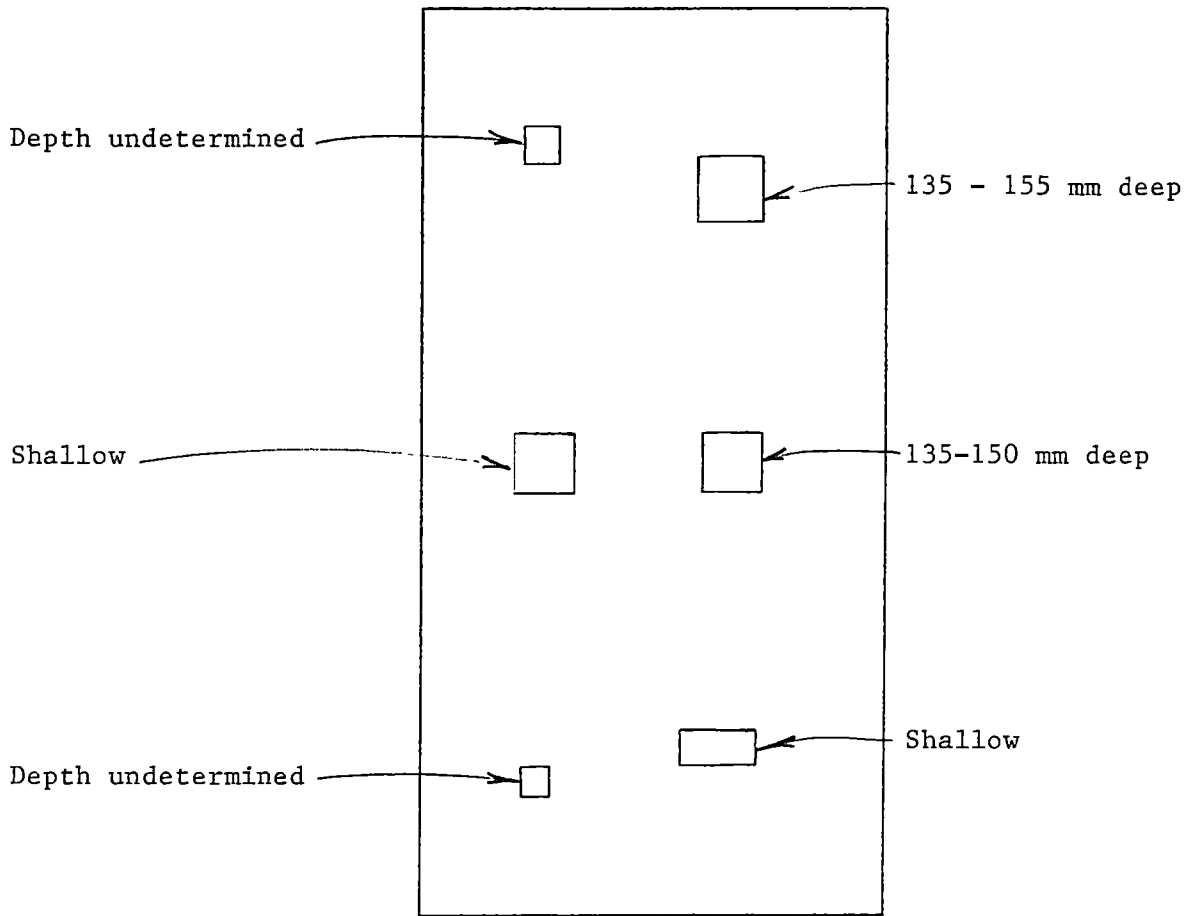 Depth undetermined
135 - 155 mm deep
Shallow
135-150 mm deep
Shallow
Depth undetermined